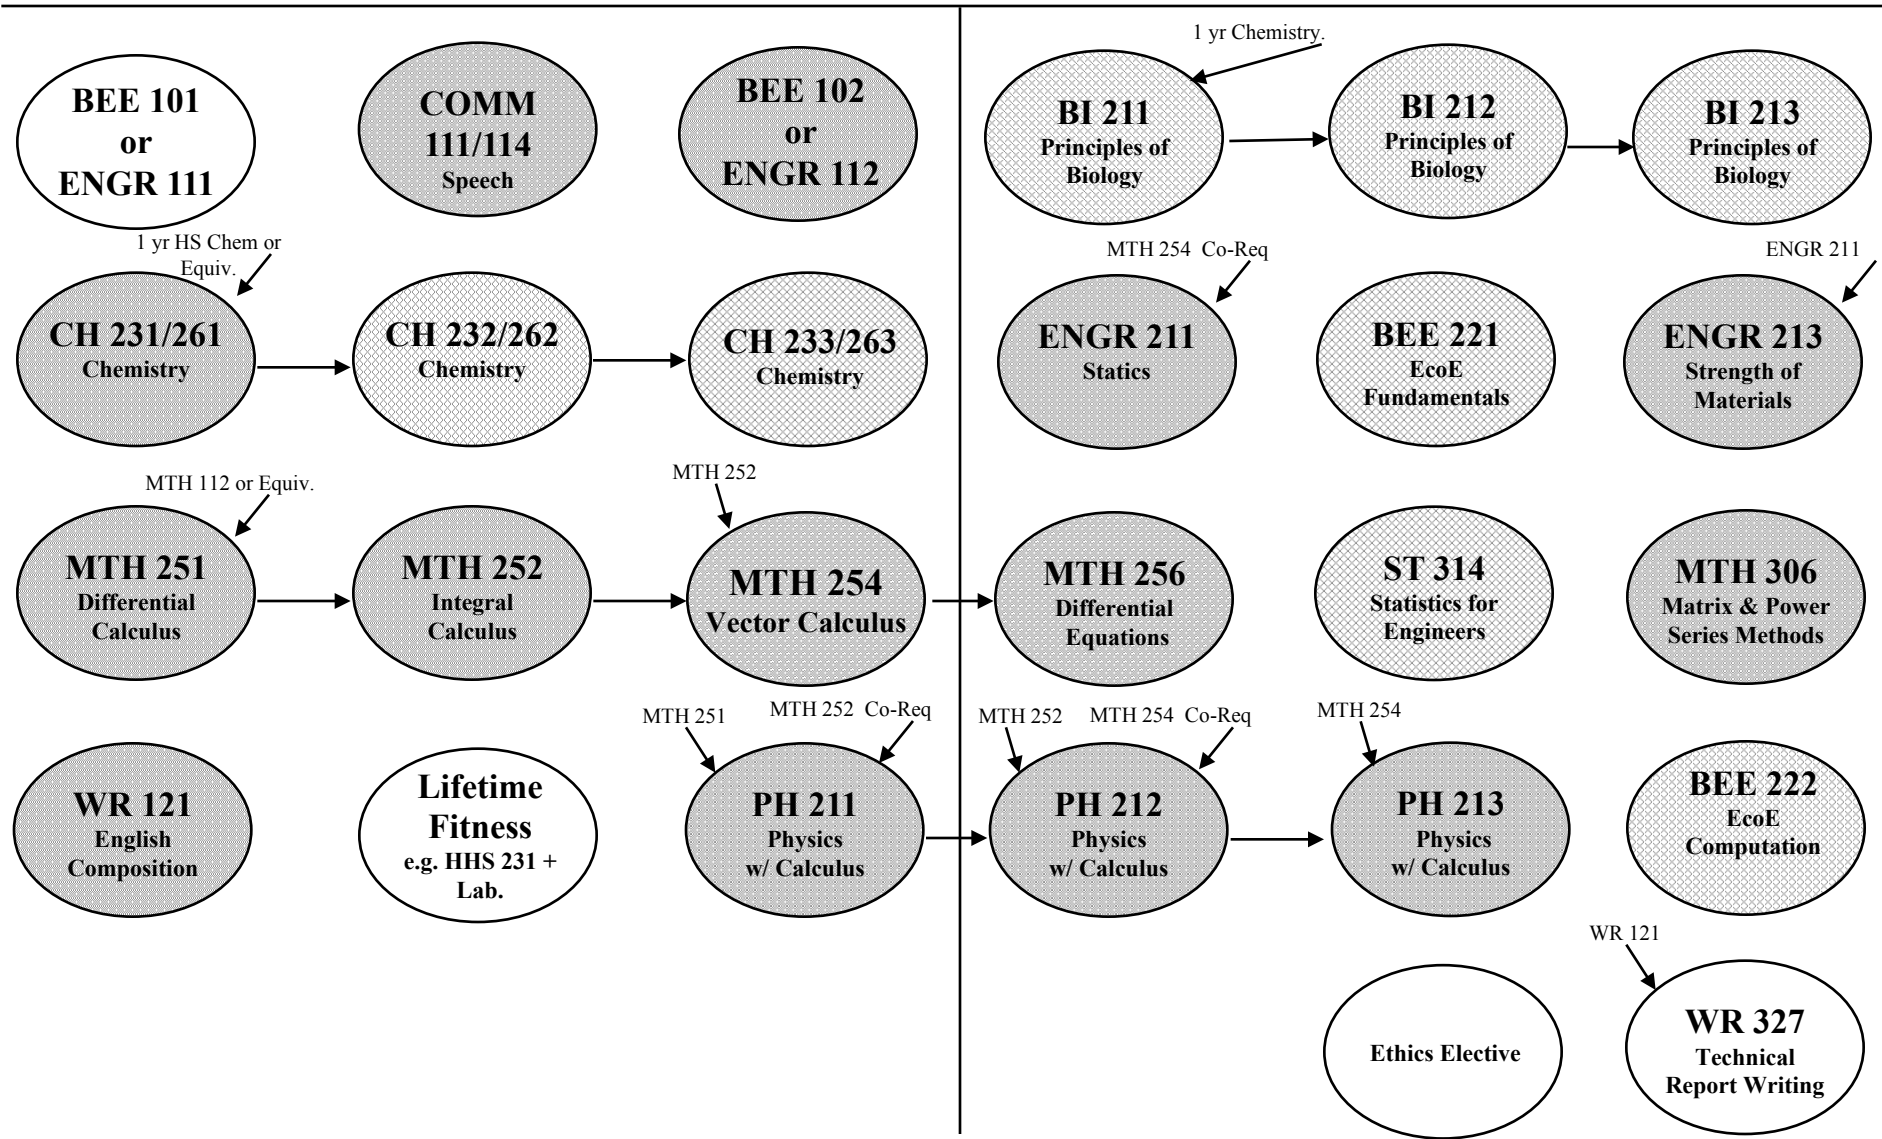 BEE 101
or
ENGR 111
COMM
111/114
Speech
BEE 102
or
ENGR 112
1 yr Chemistry.
BI 211
Principles of
Biology
BI 212
Principles of
Biology
BI 213
Principles of
Biology
1 yr HS Chem or
Equiv.
CH 231/261
Chemistry
CH 232/262
Chemistry
CH 233/263
Chemistry
MTH 254 Co-Req
ENGR 211
Statics
BEE 221
EcoE
Fundamentals
ENGR 211
ENGR 213
Strength of
Materials
MTH 112 or Equiv.
MTH 251
Differential
Calculus
MTH 252
Integral
Calculus
MTH 252
MTH 254
Vector Calculus
MTH 256
Differential
Equations
ST 314
Statistics for
Engineers
MTH 306
Matrix & Power
Series Methods
WR 121
English
Composition
Lifetime
Fitness
e.g. HHS 231 +
Lab.
MTH 251
MTH 252 Co-Req
PH 211
Physics
w/ Calculus
MTH 252
MTH 254 Co-Req
PH 212
Physics
w/ Calculus
MTH 254
PH 213
Physics
w/ Calculus
BEE 222
EcoE
Computation
Ethics Elective
WR 121
WR 327
Technical
Report Writing